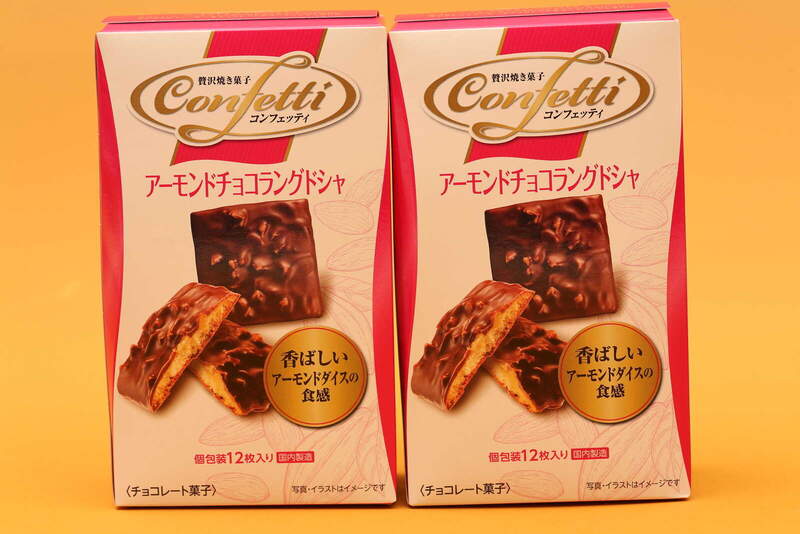 贅沢焼き菓子
Confetti
コンフェッティ
アーモンドチョコラングドシャ
香ばしい
アーモンドダイスの
食感
個包装12枚入り 国内製造
〈チョコレート菓子〉
写真・イラストはイメージです
贅沢焼き菓子
Confetti
コンフェッティ
アーモンドチョコラングドシャ
香ばしい
アーモンドダイスの
食感
個包装12枚入り 国内製造
〈チョコレート菓子〉
写真・イラストはイメージです